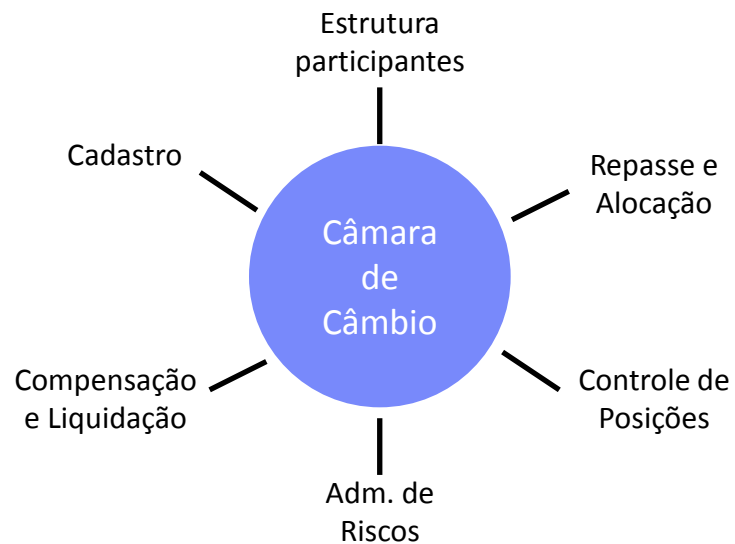 Estrutura
participantes
Cadastro
Repasse e
Alocação
Câmara
de
Câmbio
Compensação
e Liquidação
Controle de
Posições
Adm. de
Riscos